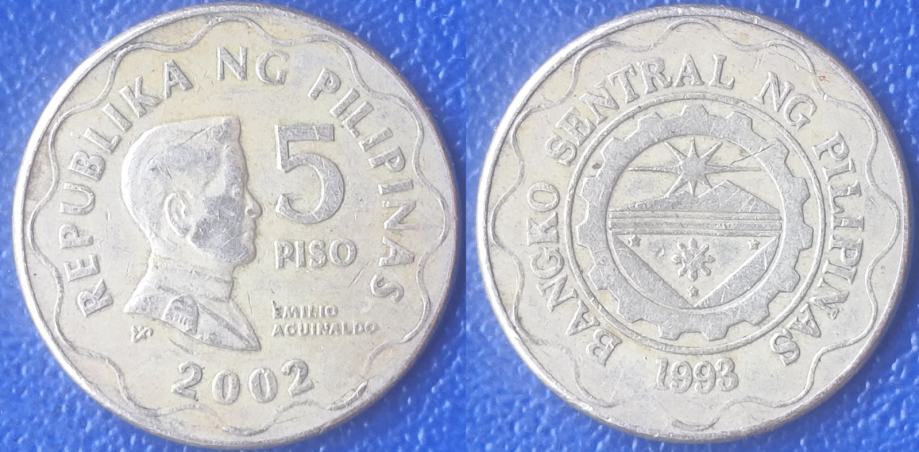 REPUBLIKA NG PILIPINAS
5
PISO
EMILIO
AGUINALDO
2002
BANGKO SENTRAL NG PILIPINAS
1993